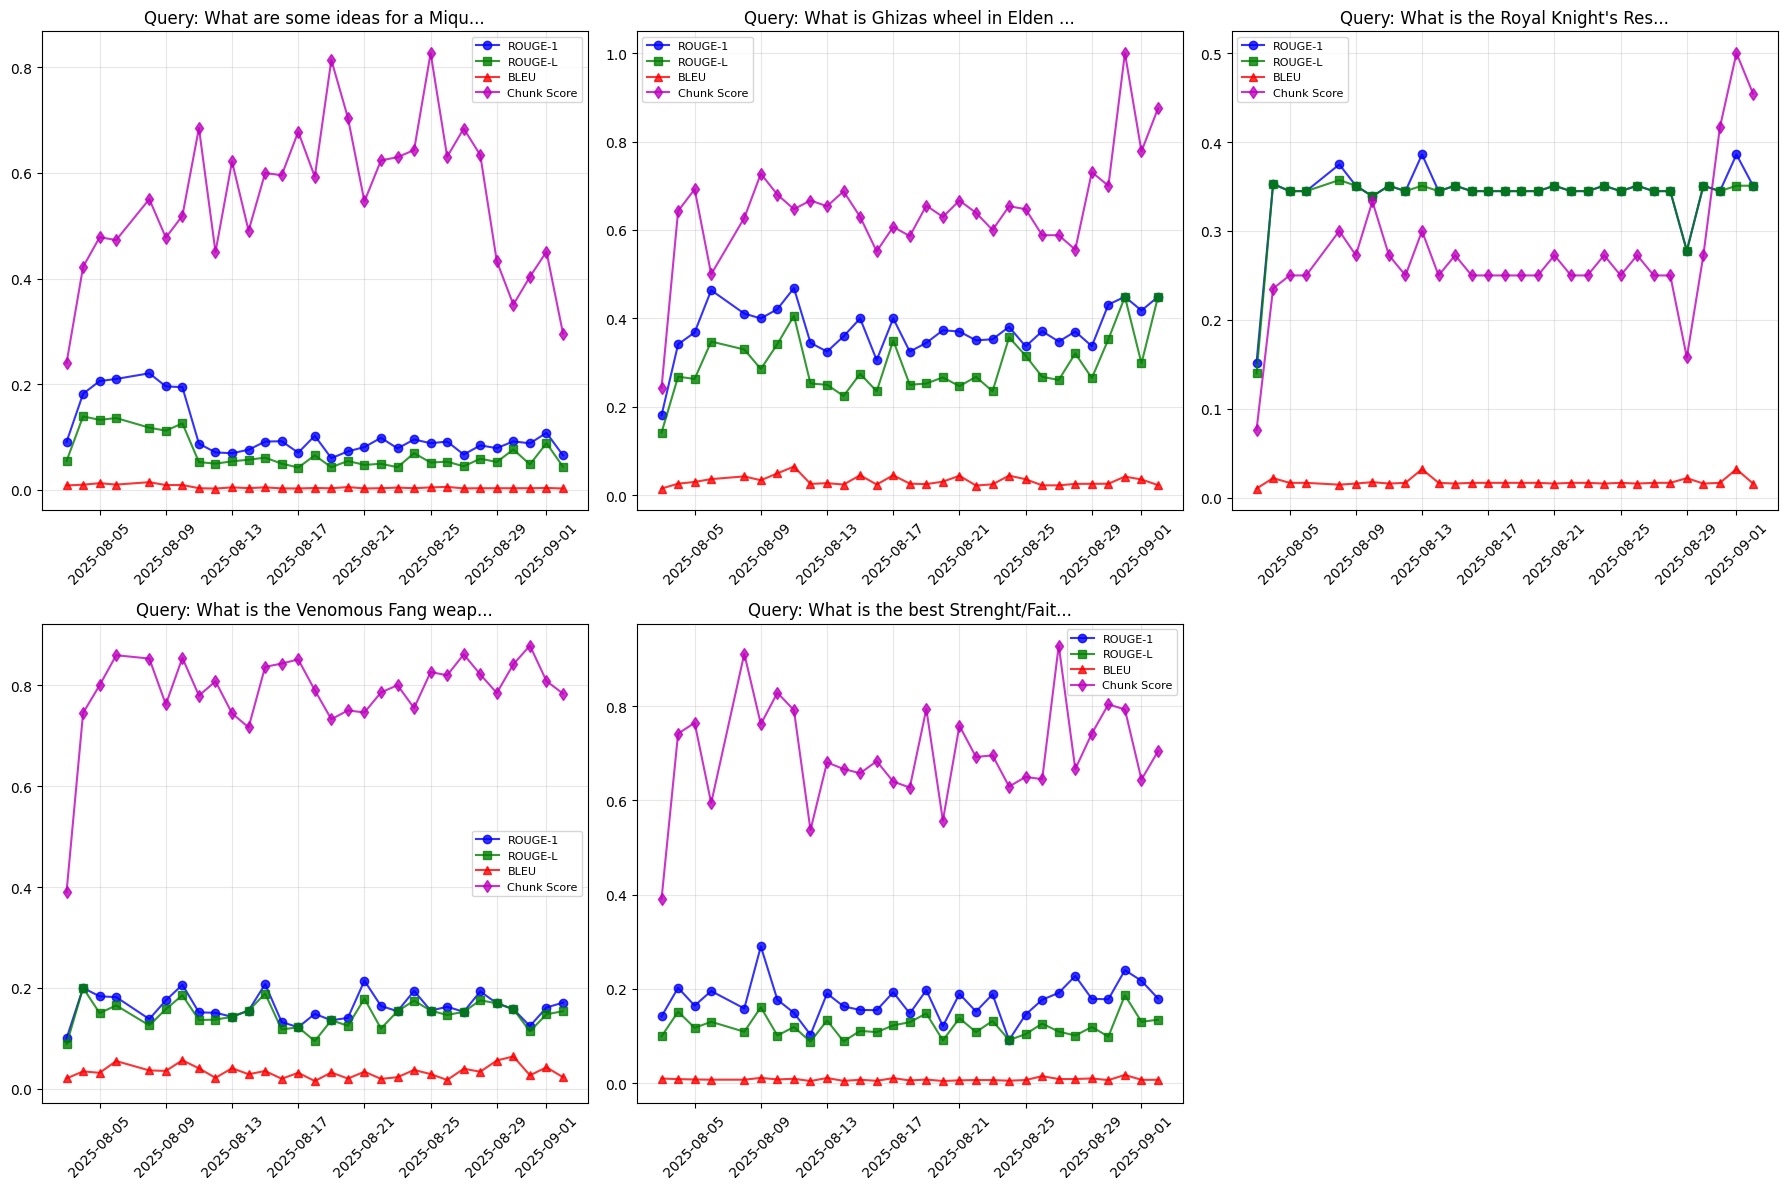 Query: What are some ideas for a Miqu...
ROUGE-1
ROUGE-L
BLEU
Chunk Score
0.8
0.6
0.4
0.2
0.0
2025-08-05
2025-08-09
2025-08-13
2025-08-17
2025-08-21
2025-08-25
2025-08-29
2025-09-01
Query: What is Ghizas wheel in Elden ...
ROUGE-1
ROUGE-L
BLEU
Chunk Score
1.0
0.8
0.6
0.4
0.2
0.0
2025-08-05
2025-08-09
2025-08-13
2025-08-17
2025-08-21
2025-08-25
2025-08-29
2025-09-01
Query: What is the Royal Knight's Res...
ROUGE-1
ROUGE-L
BLEU
Chunk Score
0.5
0.4
0.3
0.2
0.1
0.0
2025-08-05
2025-08-09
2025-08-13
2025-08-17
2025-08-21
2025-08-25
2025-08-29
2025-09-01
Query: What is the Venomous Fang weap...
ROUGE-1
ROUGE-L
BLEU
Chunk Score
0.8
0.6
0.4
0.2
0.0
2025-08-05
2025-08-09
2025-08-13
2025-08-17
2025-08-21
2025-08-25
2025-08-29
2025-09-01
Query: What is the best Strenght/Fait...
ROUGE-1
ROUGE-L
BLEU
Chunk Score
0.8
0.6
0.4
0.2
0.0
2025-08-05
2025-08-09
2025-08-13
2025-08-17
2025-08-21
2025-08-25
2025-08-29
2025-09-01